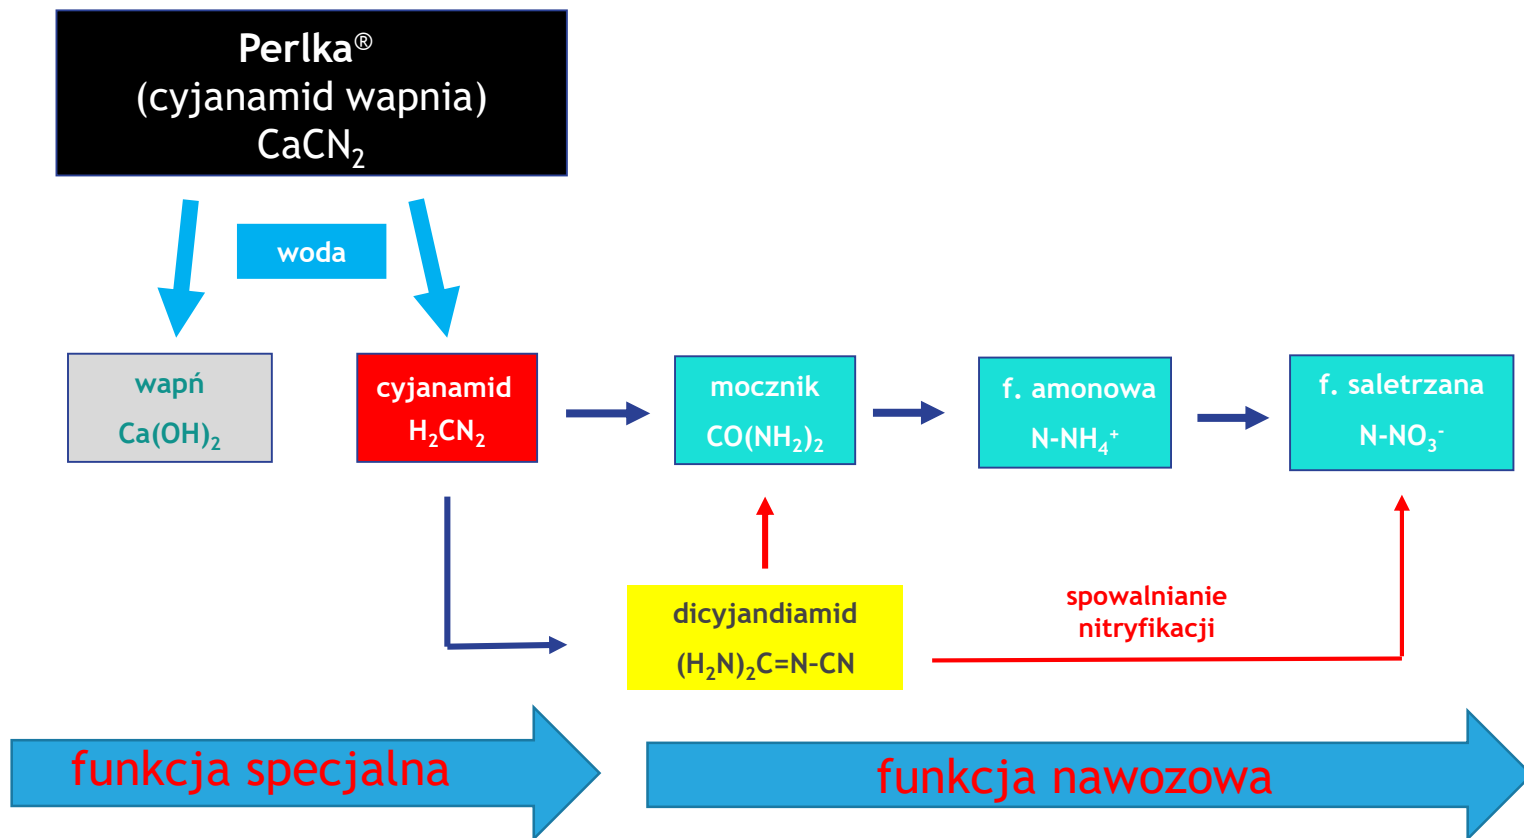 Perlka®
(cyjanamid wapnia)
CaCN₂
woda
wapń
Ca(OH)₂
cyjanamid
H₂CN₂
mocznik
CO(NH₂)₂
f. amonowa
N-NH₄⁺
f. saletrzana
N-NO₃⁻
dicyjandiamid
(H₂N)₂C=N-CN
spowalnianie
nitryfikacji
funkcja specjalna
funkcja nawozowa